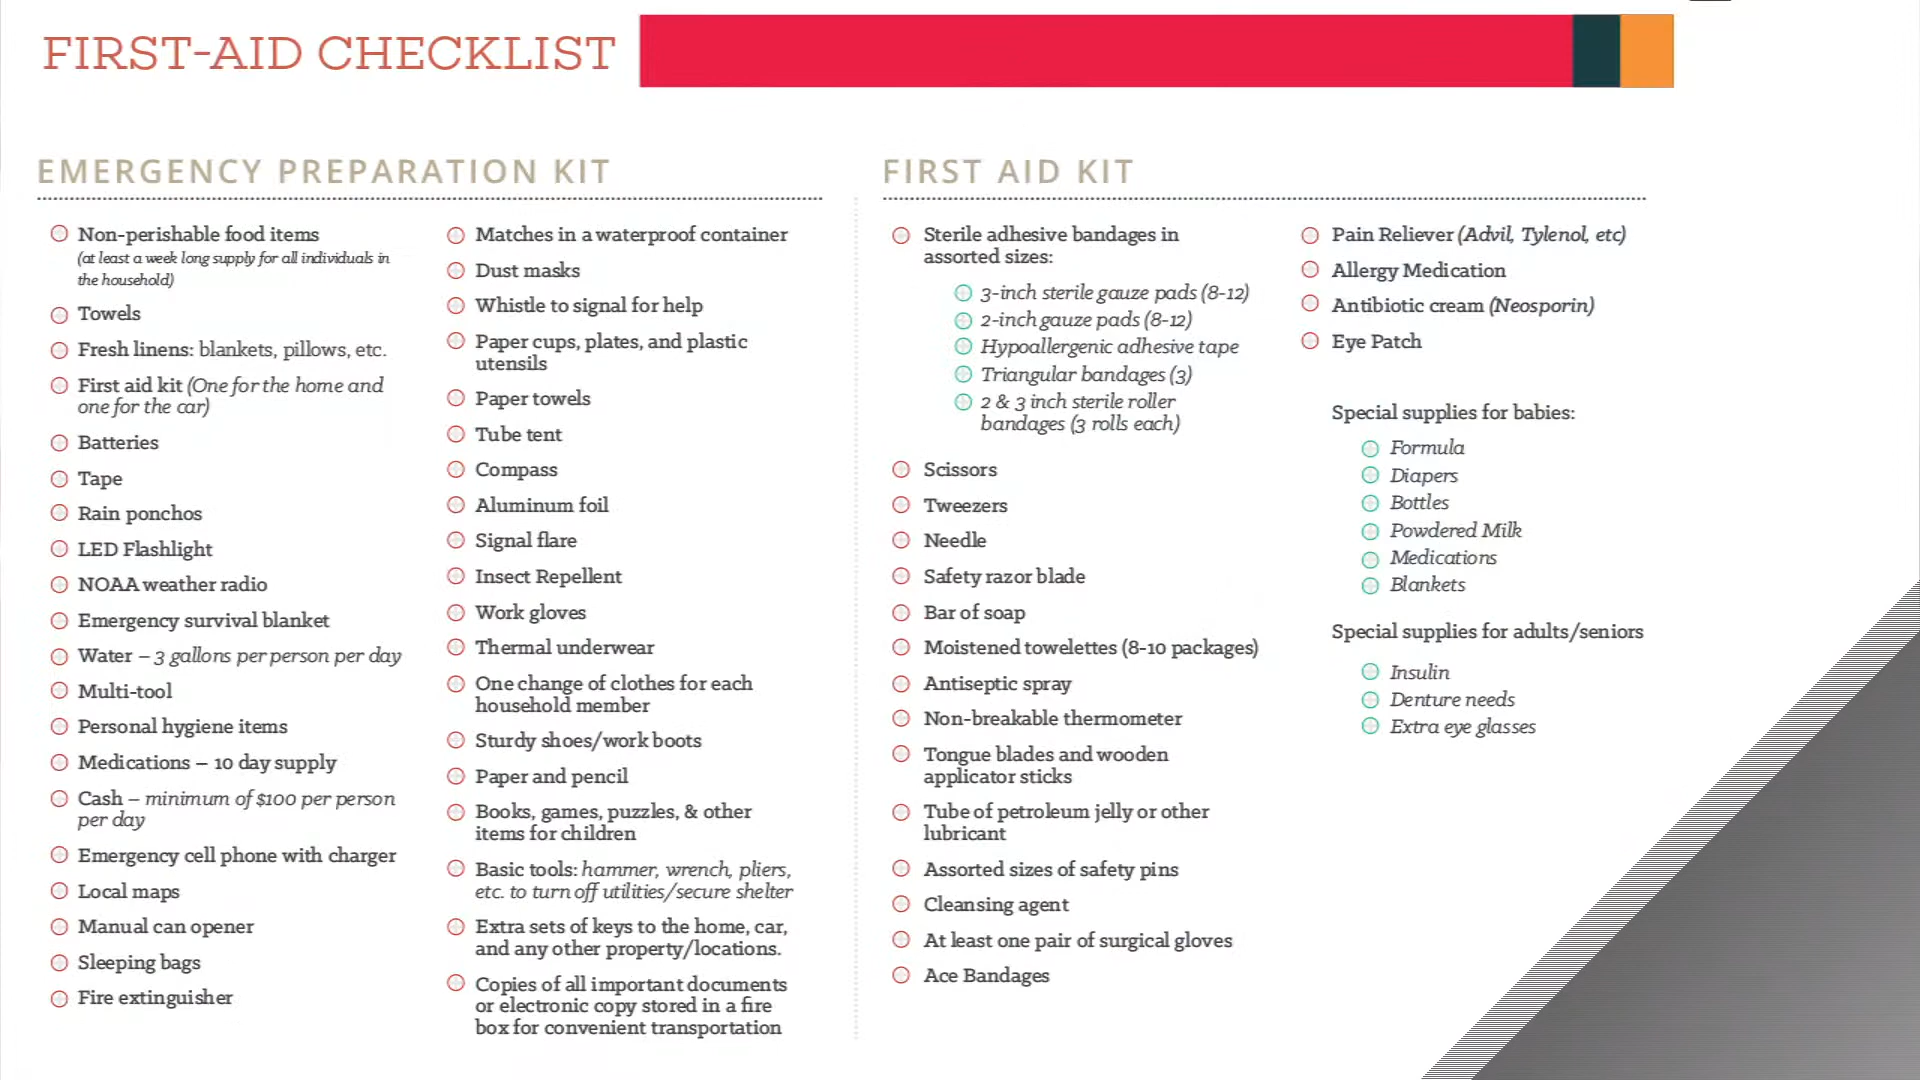 FIRST-AID CHECKLIST
EMERGENCY PREPARATION KIT
Non-perishable food items
(at least a week long supply for all individuals in
the household)
Towels
Fresh linens: blankets, pillows, etc.
First aid kit (One for the home and
one for the car)
Batteries
Tape
Rain ponchos
LED Flashlight
NOAA weather radio
Emergency survival blanket
Water – 3 gallons per person per day
Multi-tool
Personal hygiene items
Medications – 10 day supply
Cash – minimum of $100 per person
per day
Emergency cell phone with charger
Local maps
Manual can opener
Sleeping bags
Fire extinguisher
Matches in a waterproof container
Dust masks
Whistle to signal for help
Paper cups, plates, and plastic
utensils
Paper towels
Tube tent
Compass
Aluminum foil
Signal flare
Insect Repellent
Work gloves
Thermal underwear
One change of clothes for each
household member
Sturdy shoes/work boots
Paper and pencil
Books, games, puzzles, & other
items for children
Basic tools: hammer, wrench, pliers,
etc. to turn off utilities/secure shelter
Extra sets of keys to the home, car,
and any other property/locations.
Copies of all important documents
or electronic copy stored in a fire
box for convenient transportation
FIRST AID KIT
Sterile adhesive bandages in
assorted sizes:
3-inch sterile gauze pads (8-12)
2-inch gauze pads (8-12)
Hypoallergenic adhesive tape
Triangular bandages (3)
2 & 3 inch sterile roller
bandages (3 rolls each)
Scissors
Tweezers
Needle
Safety razor blade
Bar of soap
Moistened towelettes (8-10 packages)
Antiseptic spray
Non-breakable thermometer
Tongue blades and wooden
applicator sticks
Tube of petroleum jelly or other
lubricant
Assorted sizes of safety pins
Cleansing agent
At least one pair of surgical gloves
Ace Bandages
Pain Reliever (Advil, Tylenol, etc)
Allergy Medication
Antibiotic cream (Neosporin)
Eye Patch
Special supplies for babies:
Formula
Diapers
Bottles
Powdered Milk
Medications
Blankets
Special supplies for adults/seniors
Insulin
Denture needs
Extra eye glasses